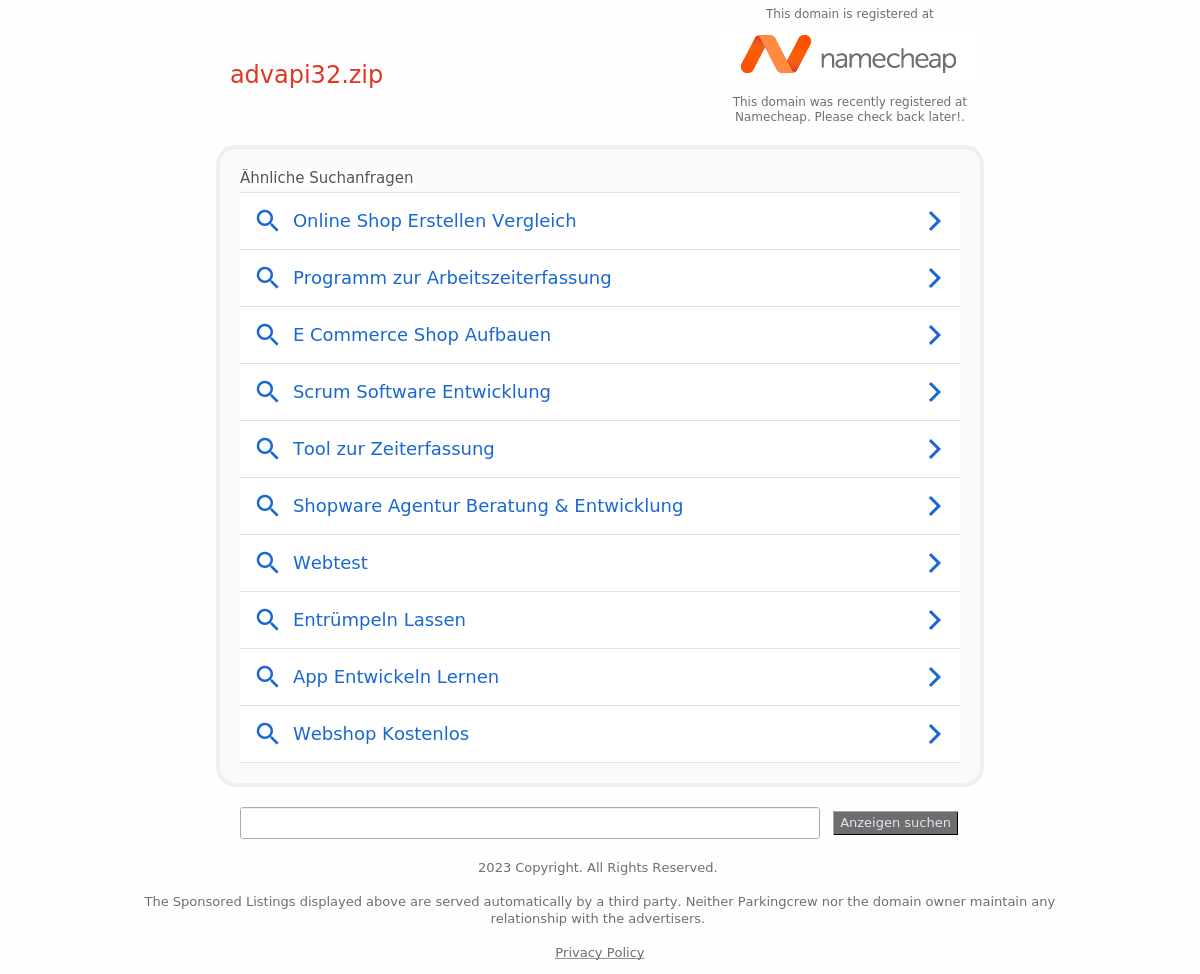 This domain is registered at
namecheap
advapi32.zip
This domain was recently registered at
Namecheap. Please check back later!.
Ähnliche Suchanfragen
Online Shop Erstellen Vergleich
Programm zur Arbeitszeiterfassung
E Commerce Shop Aufbauen
Scrum Software Entwicklung
Tool zur Zeiterfassung
Shopware Agentur Beratung & Entwicklung
Webtest
Entrümpeln Lassen
App Entwickeln Lernen
Webshop Kostenlos
Anzeigen suchen
2023 Copyright. All Rights Reserved.
The Sponsored Listings displayed above are served automatically by a third party. Neither Parkingcrew nor the domain owner maintain any
relationship with the advertisers.
Privacy Policy